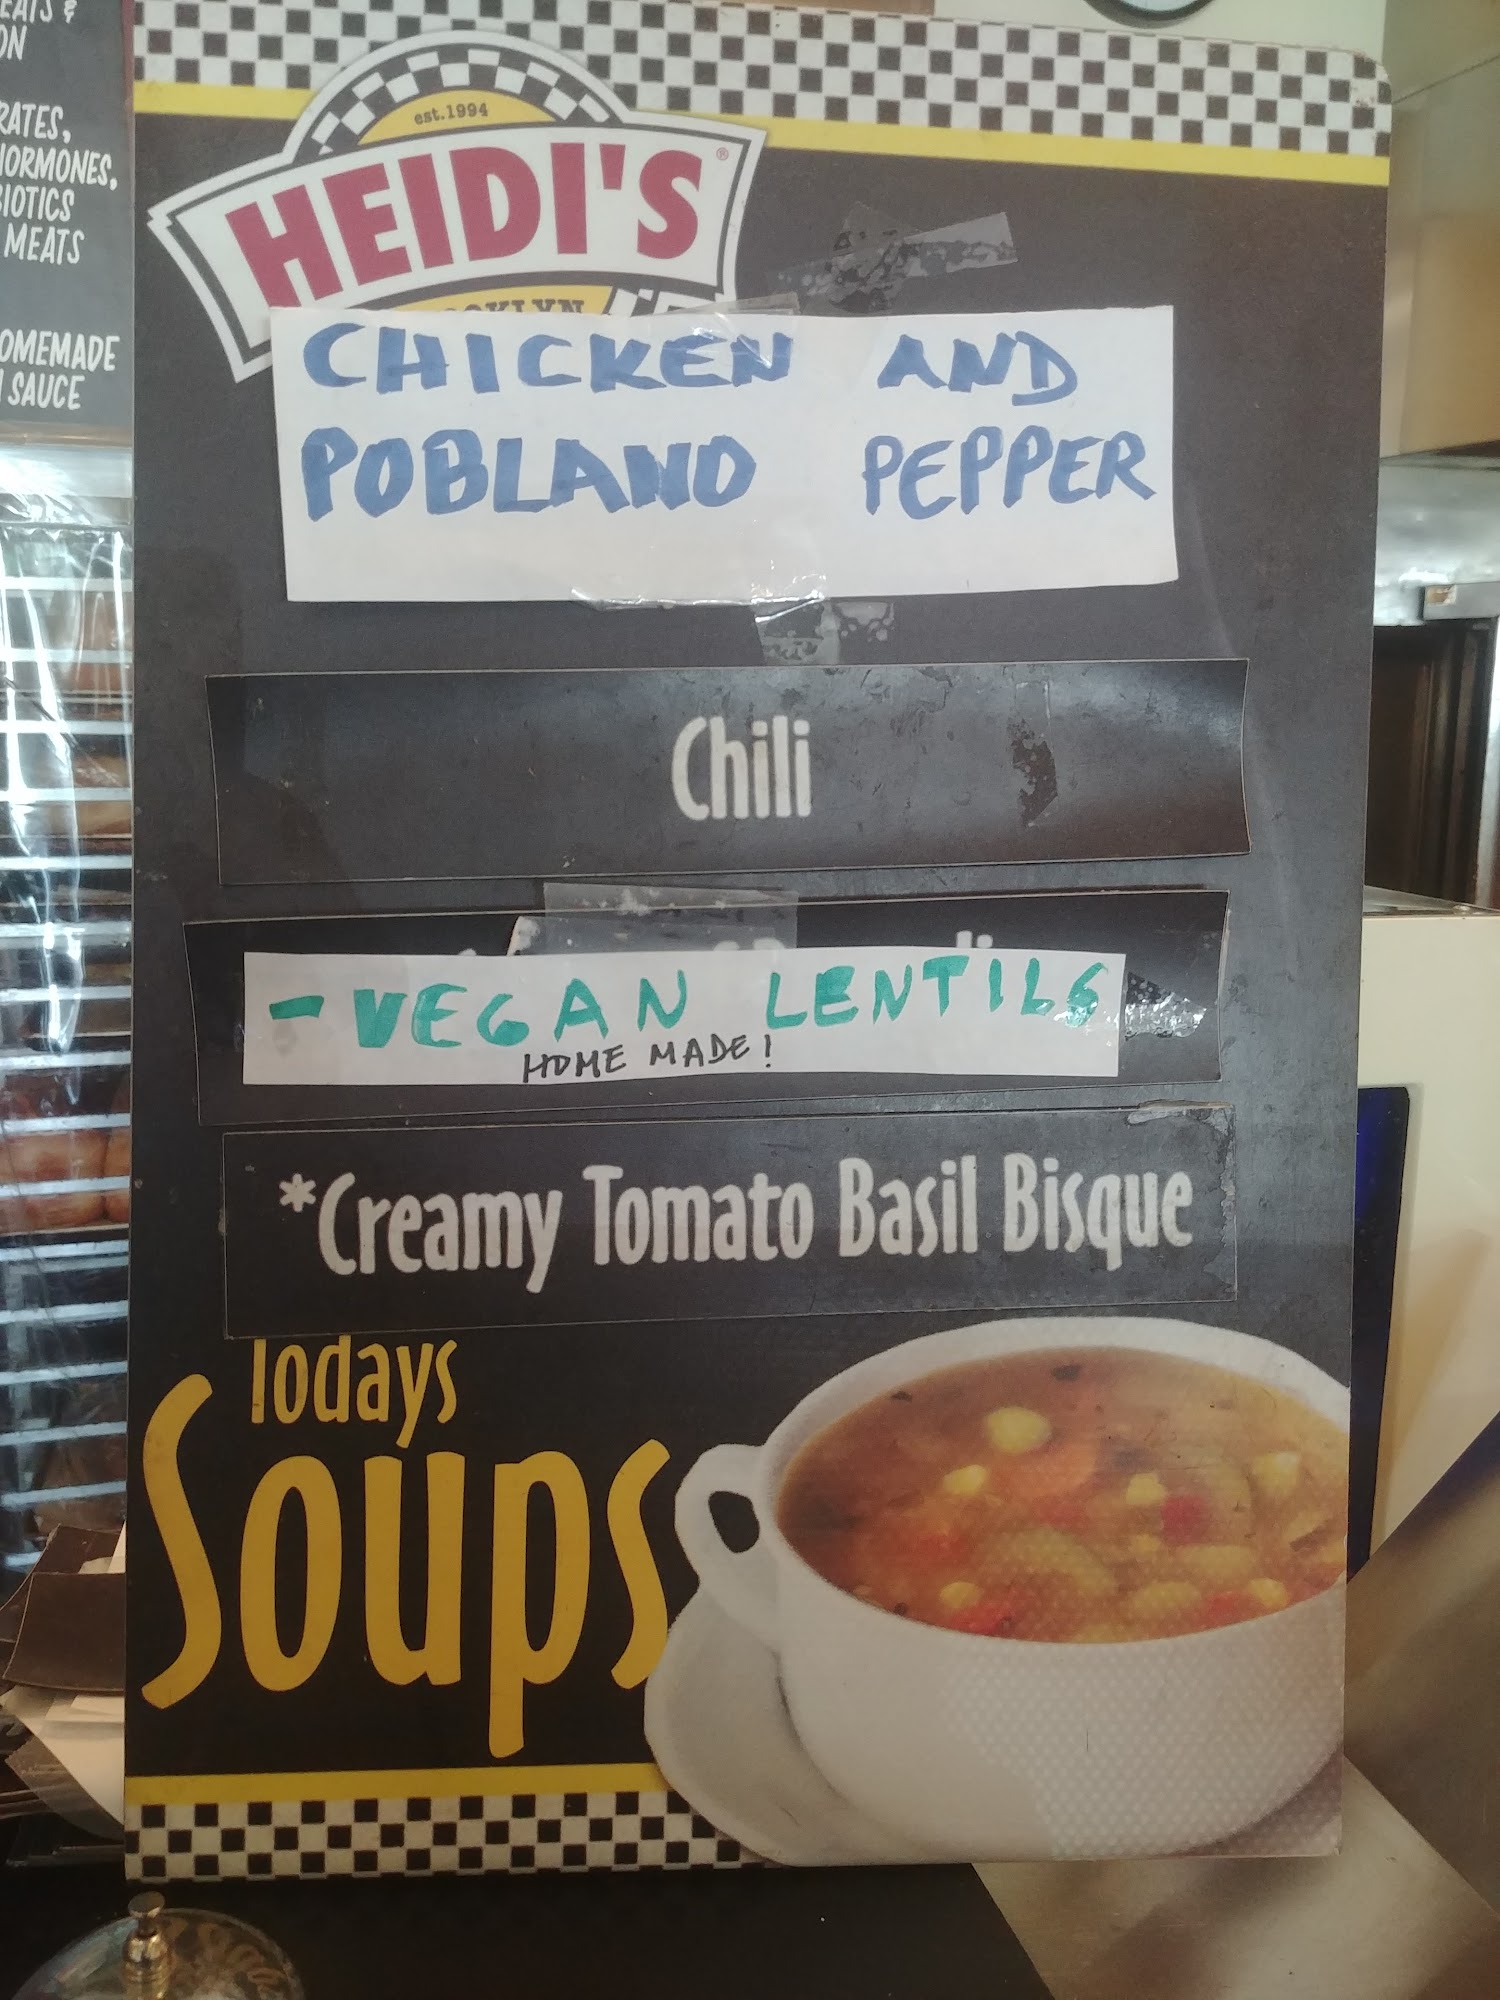 EATS &
ON
RATES,
HORMONES,
BIOTICS
MEATS
OMEMADE
SAUCE
est.1994
HEIDI'S®
OOKLYN
CHICKEN AND
POBLANO PEPPER
Chili
-VEGAN LENTILS
HOME MADE!
*Creamy Tomato Basil Bisque
Todays
Soups